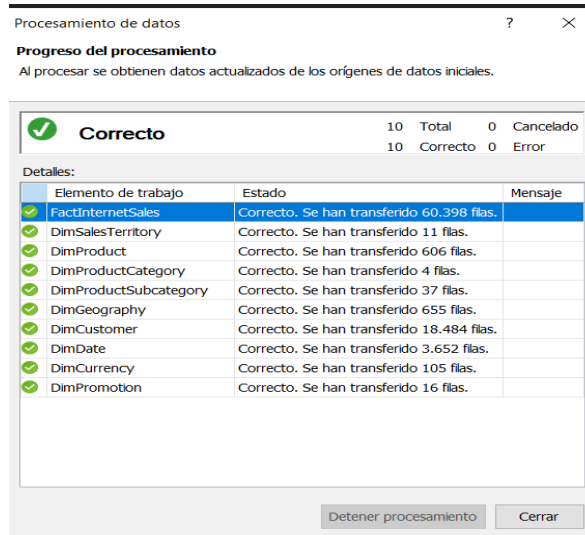 Procesamiento de datos ? ×
Progreso del procesamiento
Al procesar se obtienen datos actualizados de los orígenes de datos iniciales.
Correcto
10 Total 0 Cancelado
10 Correcto 0 Error
Detalles:
Elemento de trabajo Estado Mensaje
FactInternetSales Correcto. Se han transferido 60.398 filas.
DimSalesTerritory Correcto. Se han transferido 11 filas.
DimProduct Correcto. Se han transferido 606 filas.
DimProductCategory Correcto. Se han transferido 4 filas.
DimProductSubcategory Correcto. Se han transferido 37 filas.
DimGeography Correcto. Se han transferido 655 filas.
DimCustomer Correcto. Se han transferido 18.484 filas.
DimDate Correcto. Se han transferido 3.652 filas.
DimCurrency Correcto. Se han transferido 105 filas.
DimPromotion Correcto. Se han transferido 16 filas.
Detener procesamiento Cerrar